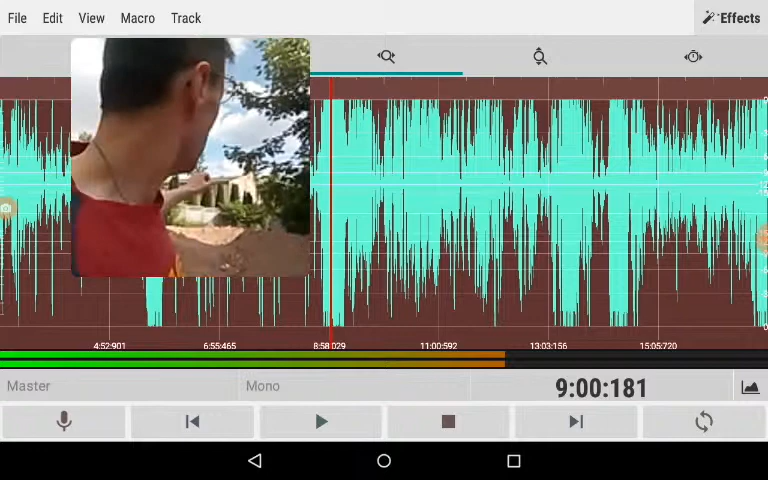 File Edit View Macro Track Effects
4:52:901 6:55:465 8:58:029 11:00:592 13:03:156 15:05:720
Master Mono 9:00:181